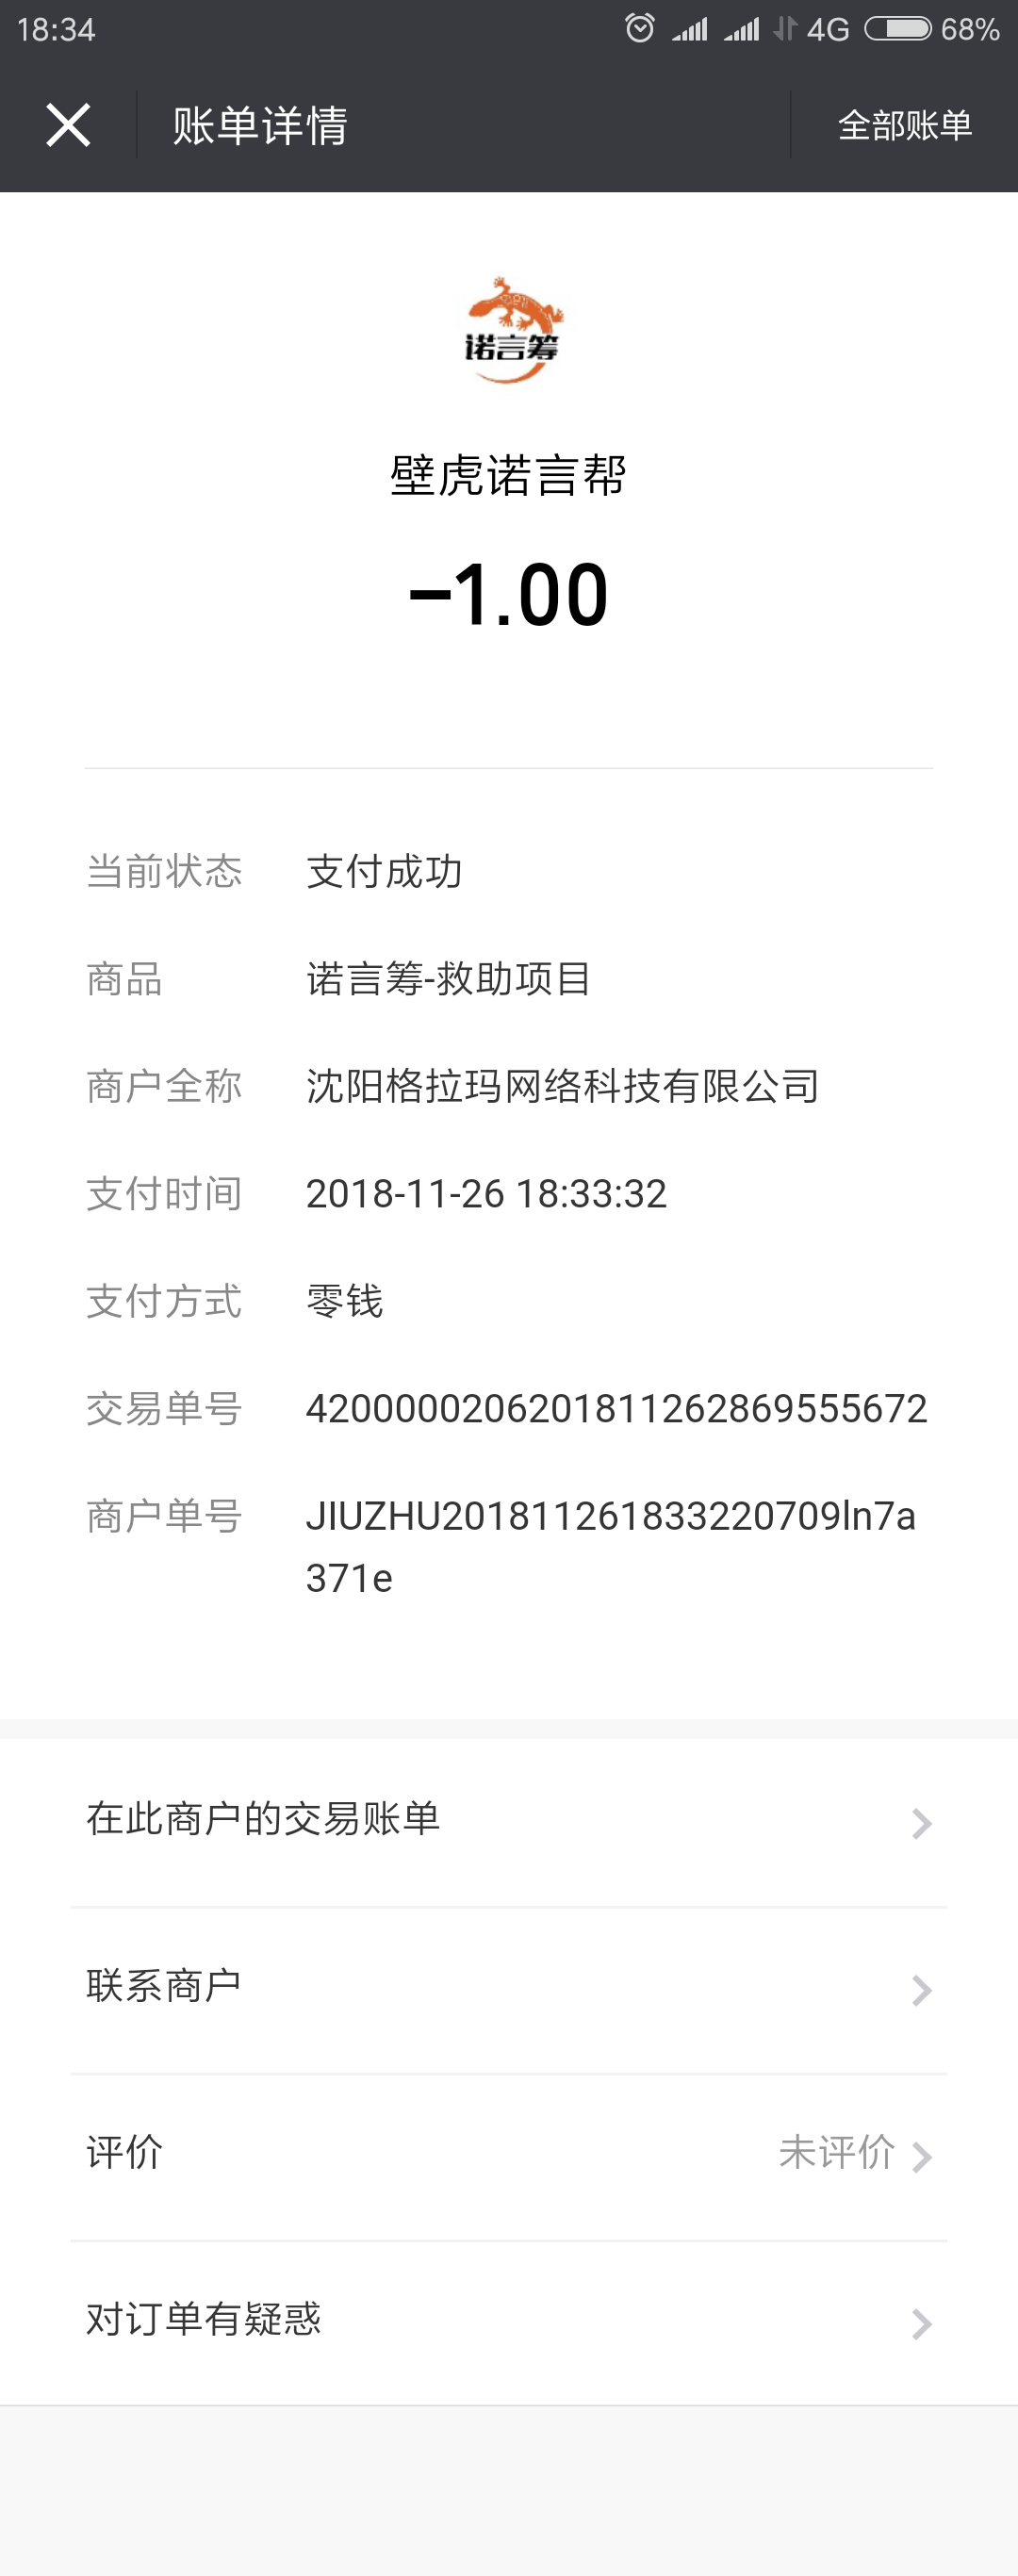 18:34 4G 68%
账单详情 全部账单
诺言筹
壁虎诺言帮
-1.00
当前状态 支付成功
商品 诺言筹-救助项目
商户全称 沈阳格拉玛网络科技有限公司
支付时间 2018-11-26 18:33:32
支付方式 零钱
交易单号 4200000206201811262869555672
商户单号 JIUZHU201811261833220709ln7a
371e
在此商户的交易账单
联系商户
评价 未评价
对订单有疑惑